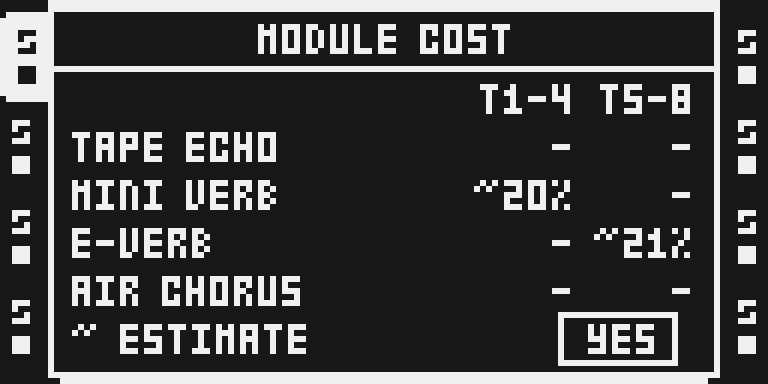 MODULE COST
T1-4 T5-8
TAPE ECHO - -
MINI VERB ~20% -
E-VERB - ~21%
AIR CHORUS - -
~ ESTIMATE YES